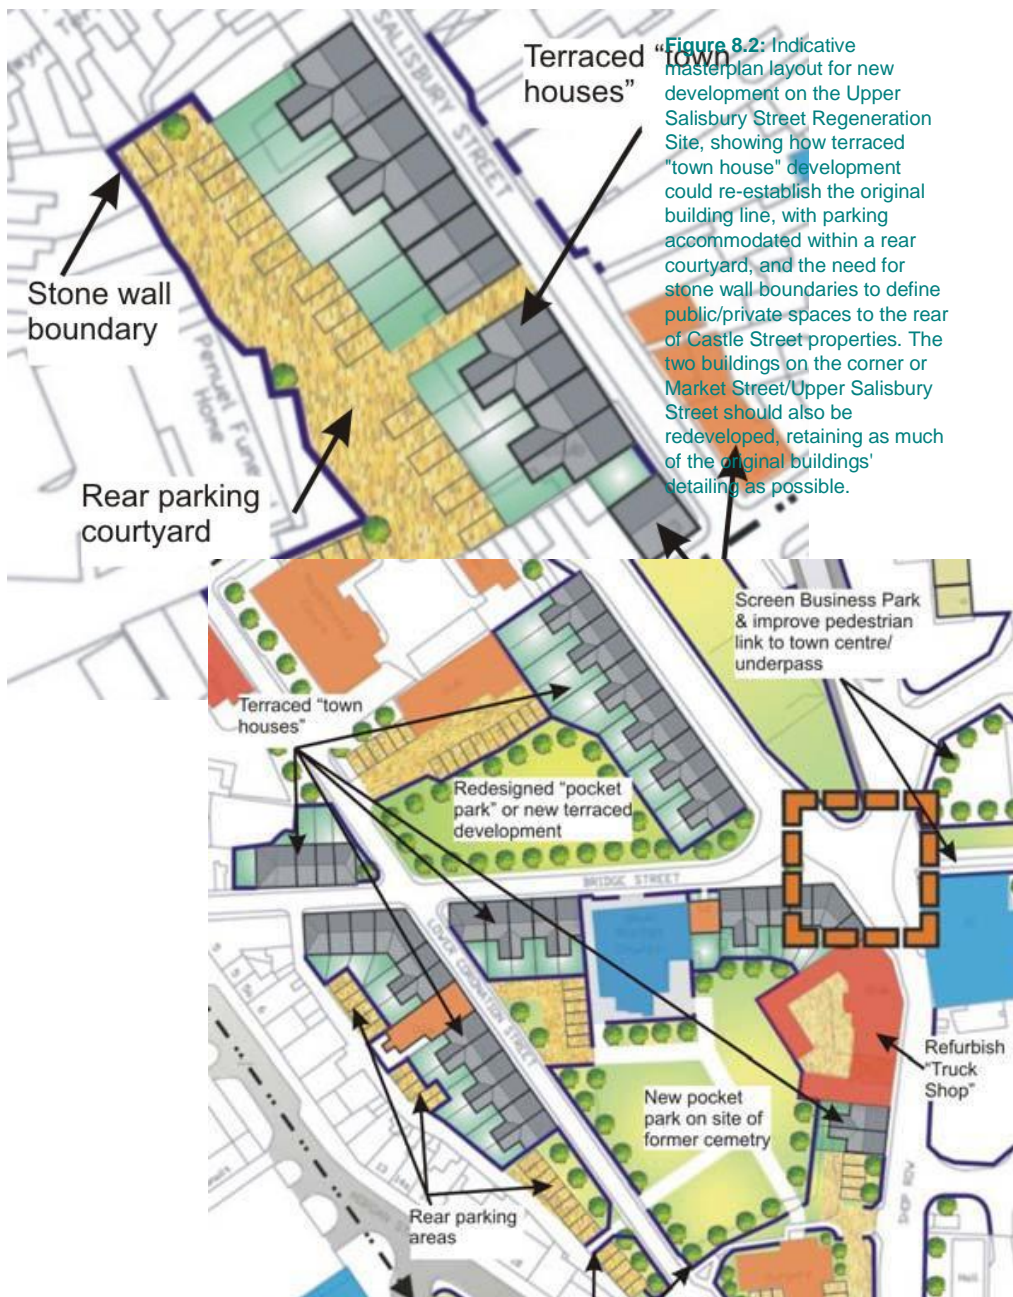 SALISBURY STREET
Terraced “town
houses”
Figure 8.2: Indicative
masterplan layout for new
development on the Upper
Salisbury Street Regeneration
Site, showing how terraced
"town house" development
could re-establish the original
building line, with parking
accommodated within a rear
courtyard, and the need for
stone wall boundaries to define
public/private spaces to the rear
of Castle Street properties. The
two buildings on the corner or
Market Street/Upper Salisbury
Street should also be
redeveloped, retaining as much
of the original buildings'
detailing as possible.
Stone wall
boundary
Penuel Fune
Home
Rear parking
courtyard
Screen Business Park
& improve pedestrian
link to town centre/
underpass
Terraced “town
houses”
Redesigned “pocket
park” or new terraced
development
BRIDGE STREET
LOWER CORONATION STREET
Refurbish
“Truck
Shop”
New pocket
park on site of
former cemetry
Rear parking
areas
SHOP ROW
Hall